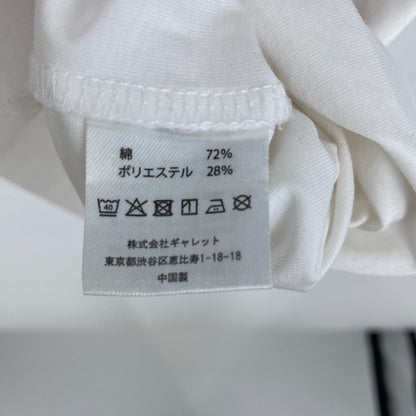 綿 72%
ポリエステル 28%
40
株式会社ギャレット
東京都渋谷区恵比寿1-18-18
中国製